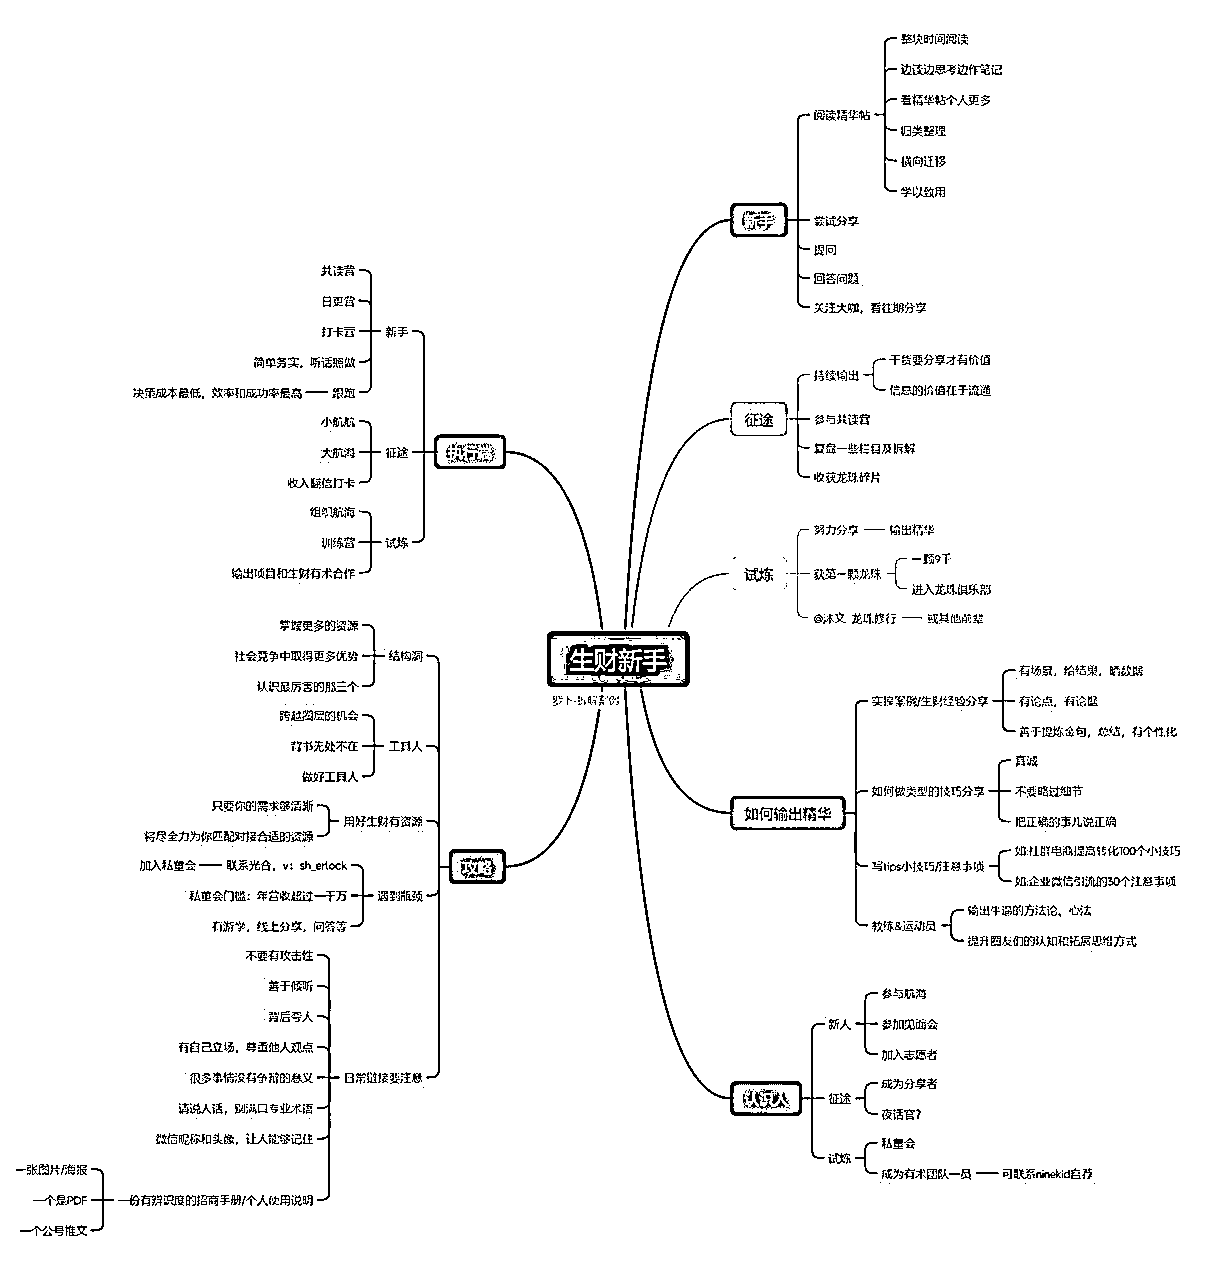 生财新手
新手
阅读精华帖
整块时间阅读
边读边思考边作笔记
看精华帖个人更多
归类整理
横向迁移
学以致用
尝试分享
提问
回答问题
关注大咖，看往期分享
征途
持续输出
干货要分享才有价值
信息的价值在于流通
参与共读营
复盘一些栏目及拆解
收获龙珠碎片
试炼
努力分享
输出精华
获第一颗龙珠
一颗9千
进入龙珠俱乐部
@沐文 龙珠修行
或其他前辈
如何输出精华
实操案例/生财经验分享
有场景，给结果，晒数据
有论点，有论据
善于提炼金句，总结，有个性化
如何做类型的技巧分享
真诚
不要略过细节
把正确的事儿说正确
写tips小技巧/注意事项
如:社群电商提高转化100个小技巧
如:企业微信引流的30个注意事项
教练&运动员
输出牛逼的方法论、心法
提升圈友们的认知和拓展思维方式
认识人
新人
参与航海
参加见面会
加入志愿者
征途
成为分享者
夜话官?
试炼
私董会
成为有术团队一员
可联系ninekid自荐
执行篇
新手
共读营
日更营
打卡营
简单务实，听话照做
跟跑
决策成本最低，效率和成功率最高
征途
小航航
大航海
收入翻倍打卡
试炼
组织航海
训练营
输出项目和生财有术合作
攻略
结构洞
掌握更多的资源
社会竞争中取得更多优势
认识最厉害的那三个
工具人
跨越圈层的机会
背书无处不在
做好工具人
用好生财有资源
只要你的需求够清晰
将尽全力为你匹配对接合适的资源
遇到瓶颈
加入私董会
联系光合，v：sh_erlock
私董会门槛：年营收超过一千万
有游学，线上分享，问答等
日常链接要注意
不要有攻击性
善于倾听
背后夸人
有自己立场，尊重他人观点
很多事情没有争辩的意义
请说人话，别满口专业术语
微信昵称和头像，让人能够记住
一份有辨识度的招商手册/个人使用说明
一张图片/海报
一个是PDF
一个公号推文